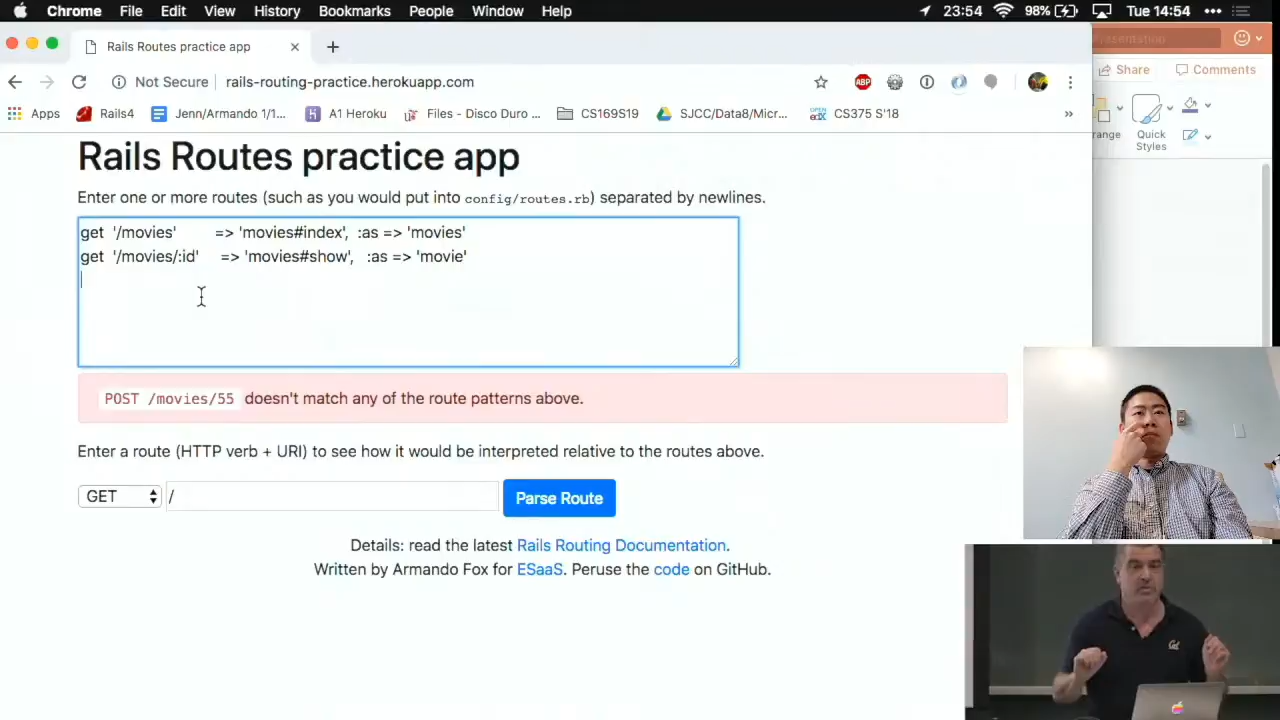 Chrome File Edit View History Bookmarks People Window Help 23:54 98% Tue 14:54
Rails Routes practice app
Not Secure rails-routing-practice.herokuapp.com ABP
Share Comments
Apps Rails4 Jenn/Armando 1/1... A1 Heroku Files - Disco Duro ... CS169S19 SJCC/Data8/Mic... CS375 S'18 »
range Quick Styles
Rails Routes practice app
Enter one or more routes (such as you would put into config/routes.rb) separated by newlines.
get '/movies' => 'movies#index', :as => 'movies'
get '/movies/:id' => 'movies#show', :as => 'movie'
POST /movies/55 doesn't match any of the route patterns above.
Enter a route (HTTP verb + URI) to see how it would be interpreted relative to the routes above.
GET / Parse Route
Details: read the latest Rails Routing Documentation.
Written by Armando Fox for ESaaS. Peruse the code on GitHub.
Cal